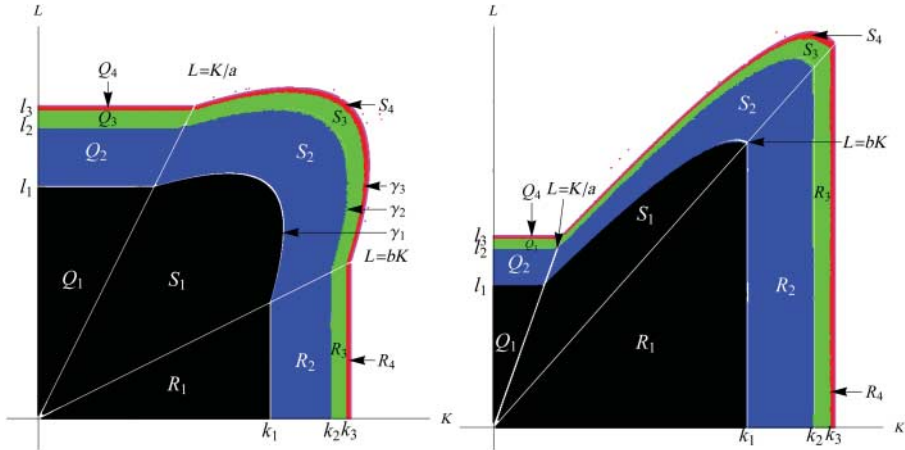 L
Q₄
L=K/a
l₃
Q₃
S₃
S₄
l₂
Q₂
S₂
l₁
γ₃
γ₂
γ₁
Q₁
S₁
L=bK
R₁
R₂
R₃
R₄
k₁
k₂
k₃
K
L
S₄
S₃
S₂
L=bK
Q₄
L=K/a
S₁
R₃
l₃
Q₃
l₂
Q₂
l₁
R₂
Q₁
R₁
R₄
k₁
k₂
k₃
K